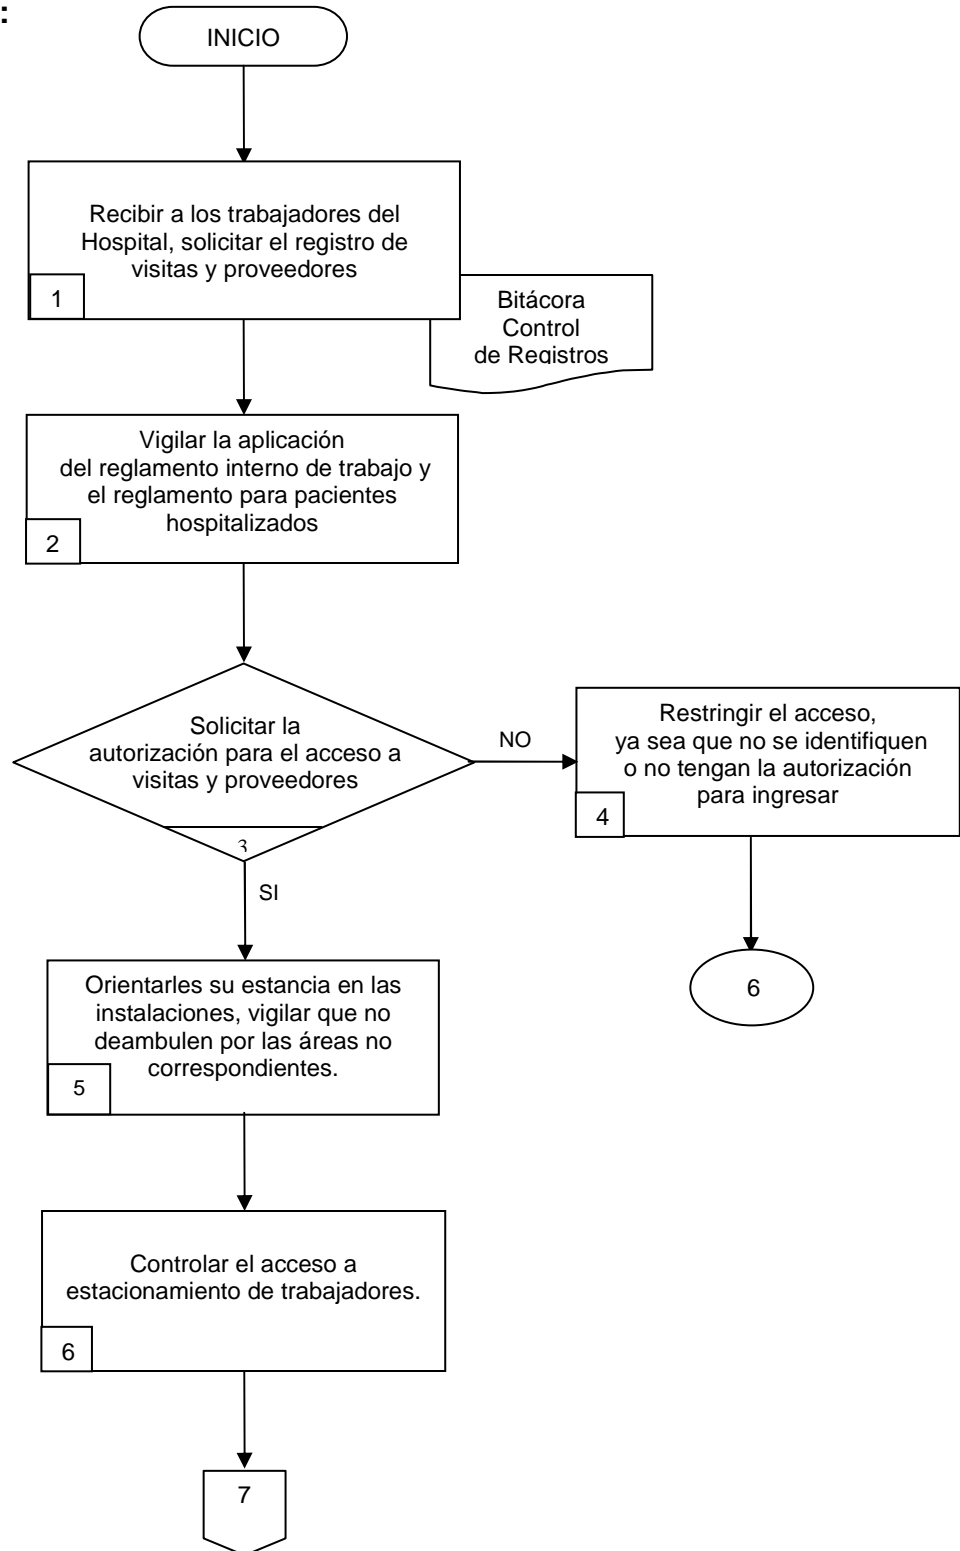 :
INICIO
Recibir a los trabajadores del
Hospital, solicitar el registro de
visitas y proveedores
1
Bitácora
Control
de Registros
Vigilar la aplicación
del reglamento interno de trabajo y
el reglamento para pacientes
hospitalizados
2
Solicitar la
autorización para el acceso a
visitas y proveedores
3
NO
Restringir el acceso,
ya sea que no se identifiquen
o no tengan la autorización
para ingresar
4
SI
6
Orientarles su estancia en las
instalaciones, vigilar que no
deambulen por las áreas no
correspondientes.
5
Controlar el acceso a
estacionamiento de trabajadores.
6
7